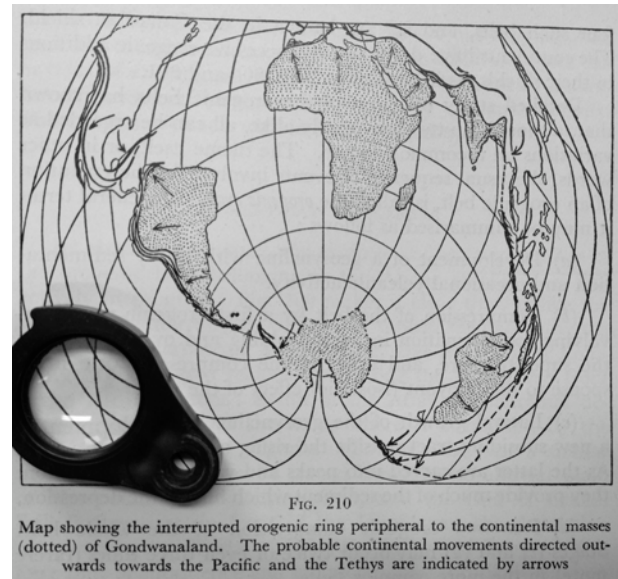 FIG. 210
Map showing the interrupted orogenic ring peripheral to the continental masses
(dotted) of Gondwanaland. The probable continental movements directed out-
wards towards the Pacific and the Tethys are indicated by arrows